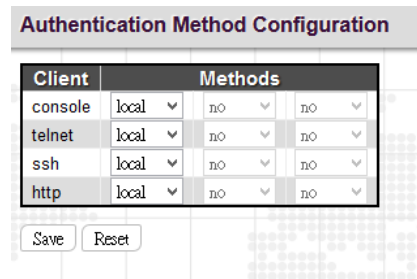 Authentication Method Configuration
Client Methods
console local no no
telnet local no no
ssh local no no
http local no no
Save Reset